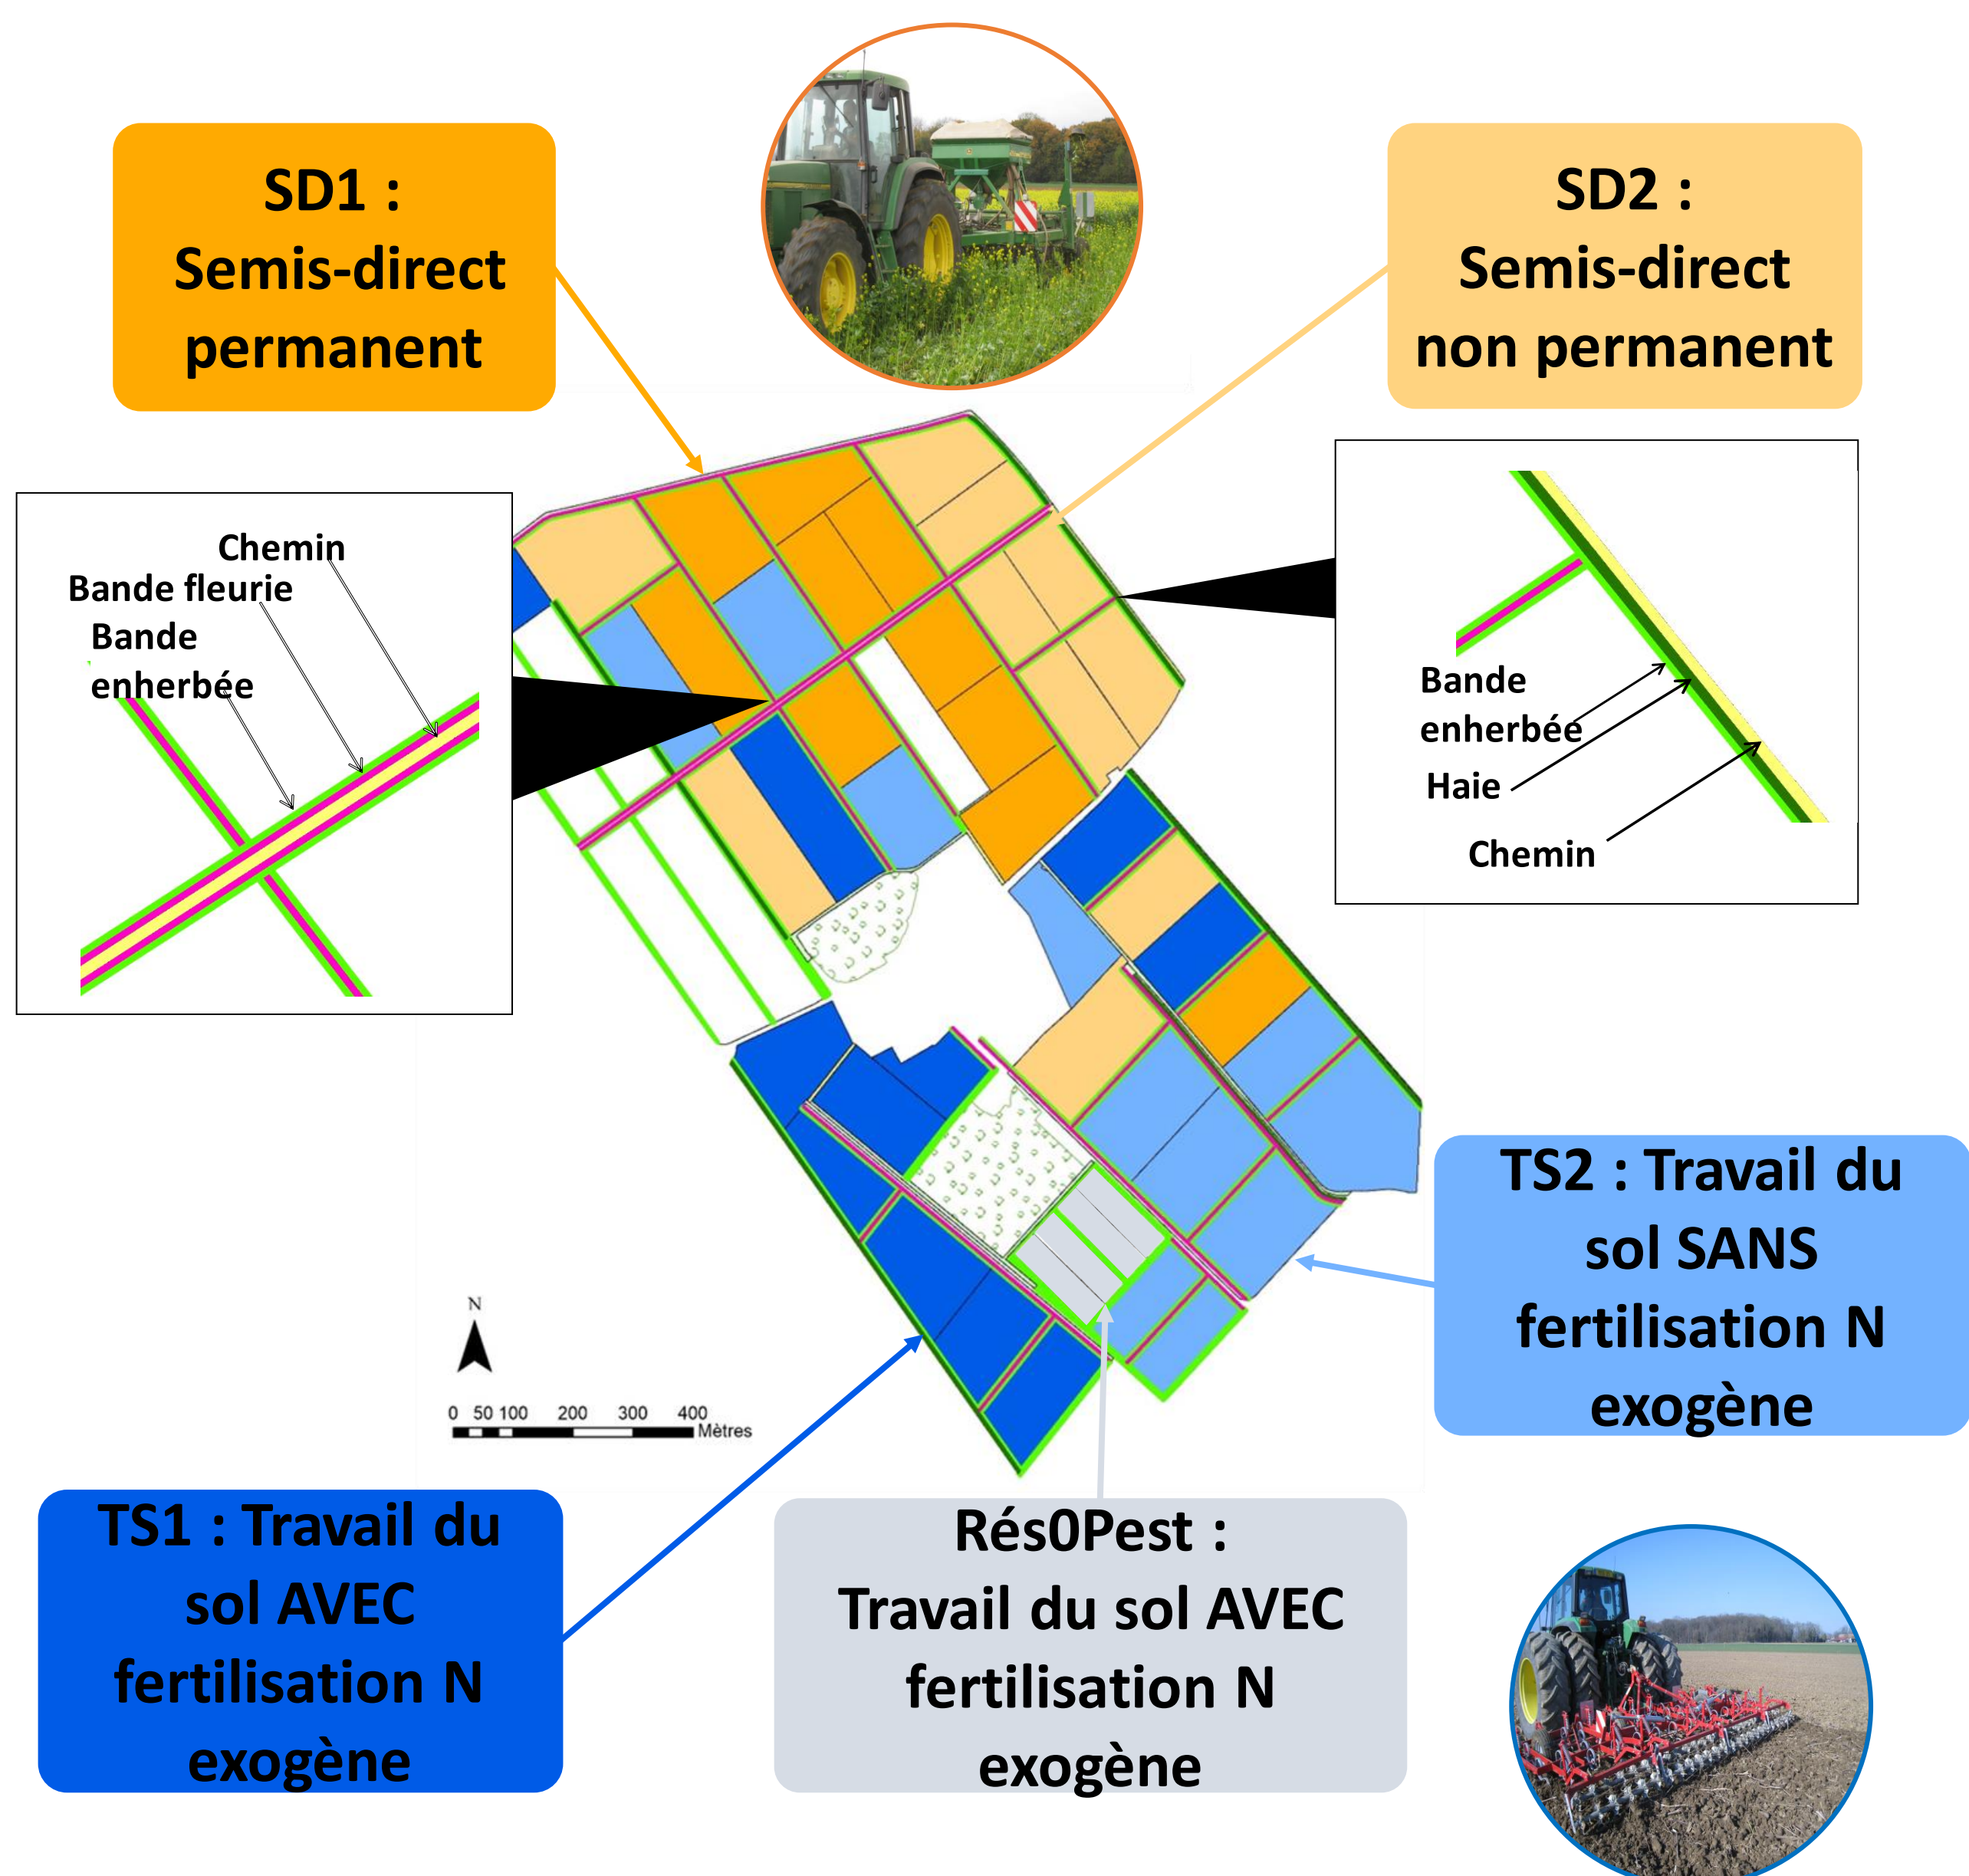 SD1 :
Semis-direct
permanent
SD2 :
Semis-direct
non permanent
Chemin
Bande fleurie
Bande
enherbée
Bande
enherbée
Haie
Chemin
TS2 : Travail du
sol SANS
fertilisation N
exogène
N
0 50 100 200 300 400
Mètres
TS1 : Travail du
sol AVEC
fertilisation N
exogène
Rés0Pest :
Travail du sol AVEC
fertilisation N
exogène